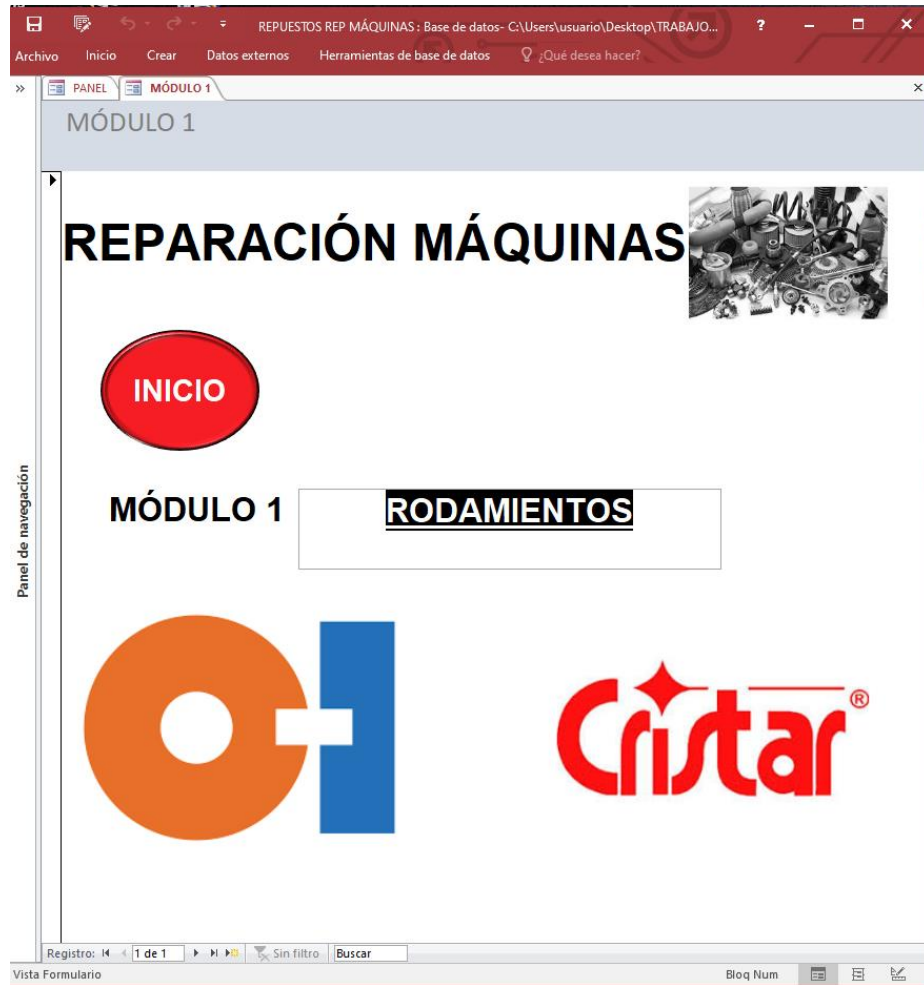 REPUESTOS REP MÁQUINAS : Base de datos- C:\Users\usuario\Desktop\TRABAJO... ?
Archivo Inicio Crear Datos externos Herramientas de base de datos ¿Qué desea hacer?
PANEL MÓDULO 1
MÓDULO 1
REPARACIÓN MÁQUINAS
INICIO
MÓDULO 1 RODAMIENTOS
Panel de navegación
Cristar®
Registro: 1 de 1 Sin filtro Buscar
Vista Formulario Bloq Num